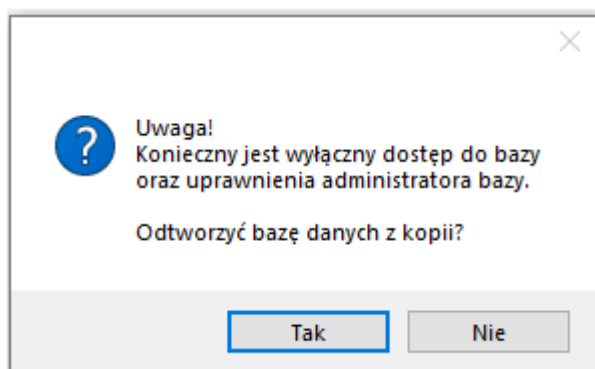 Uwaga!
Konieczny jest wyłączny dostęp do bazy
oraz uprawnienia administratora bazy.
Odtworzyć bazę danych z kopii?
Tak
Nie